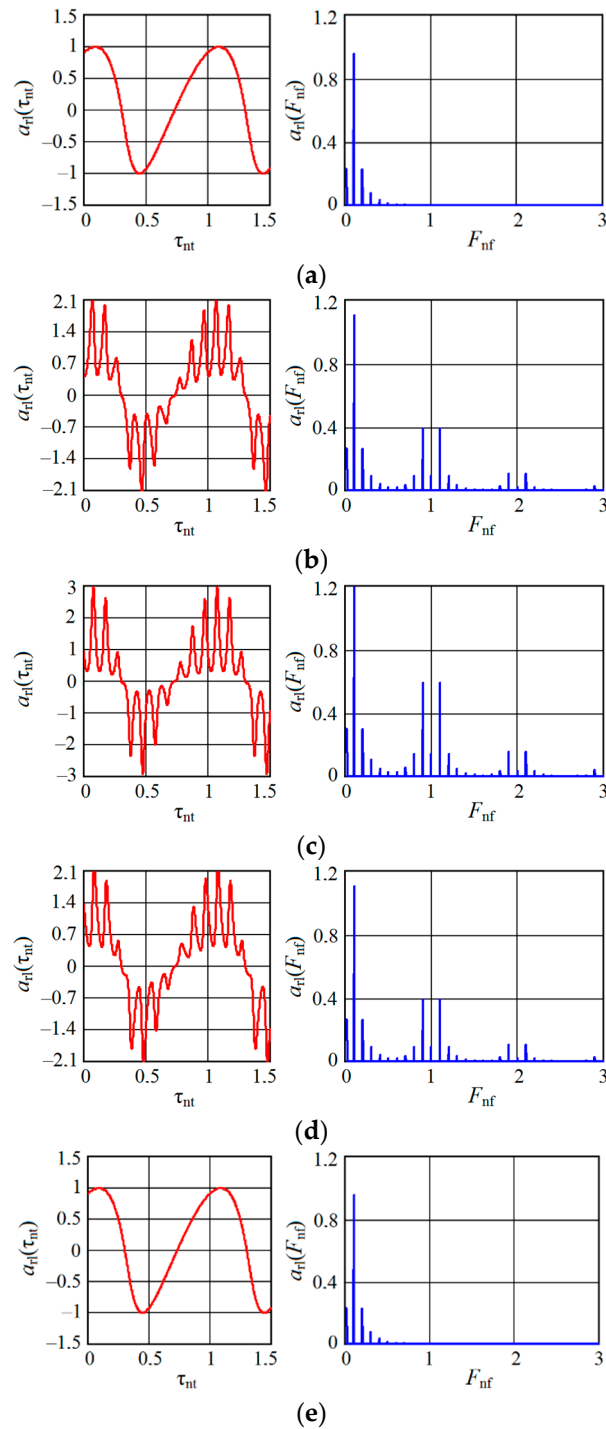 1.5
1
0.5
0
−0.5
−1
−1.5
a_rl(τ_nt)
0 0.5 1 1.5
τ_nt
1.2
0.8
0.4
0
a_rl(F_nf)
0 1 2 3
F_nf
(a)
2.1
1.4
0.7
0
−0.7
−1.4
−2.1
a_rl(τ_nt)
0 0.5 1 1.5
τ_nt
1.2
0.8
0.4
0
a_rl(F_nf)
0 1 2 3
F_nf
(b)
3
2
1
0
−1
−2
−3
a_rl(τ_nt)
0 0.5 1 1.5
τ_nt
1.2
0.8
0.4
0
a_rl(F_nf)
0 1 2 3
F_nf
(c)
2.1
1.4
0.7
0
−0.7
−1.4
−2.1
a_rl(τ_nt)
0 0.5 1 1.5
τ_nt
1.2
0.8
0.4
0
a_rl(F_nf)
0 1 2 3
F_nf
(d)
1.5
1
0.5
0
−0.5
−1
−1.5
a_rl(τ_nt)
0 0.5 1 1.5
τ_nt
1.2
0.8
0.4
0
a_rl(F_nf)
0 1 2 3
F_nf
(e)